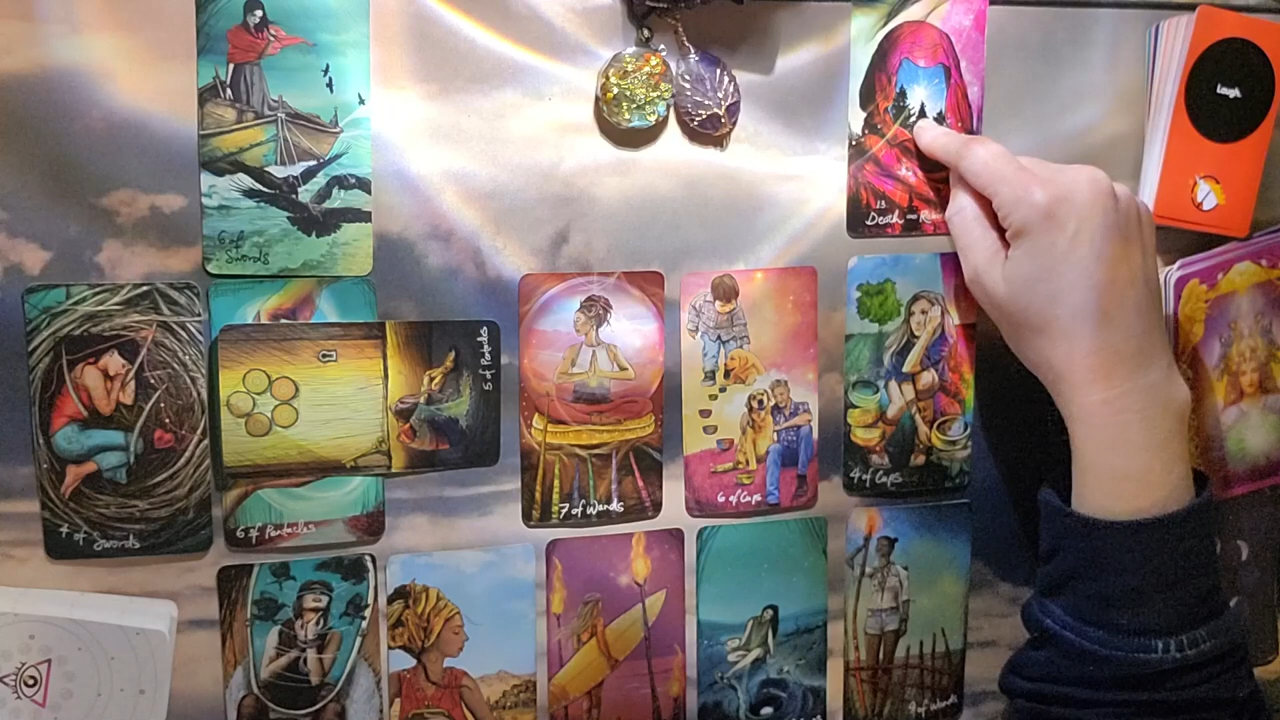 6 of
Swords
13
Death
Laugh
4 of Swords
5 of Pentacles
6 of Pentacles
7 of Wands
6 of Cups
4 of Cups
9 of Wands